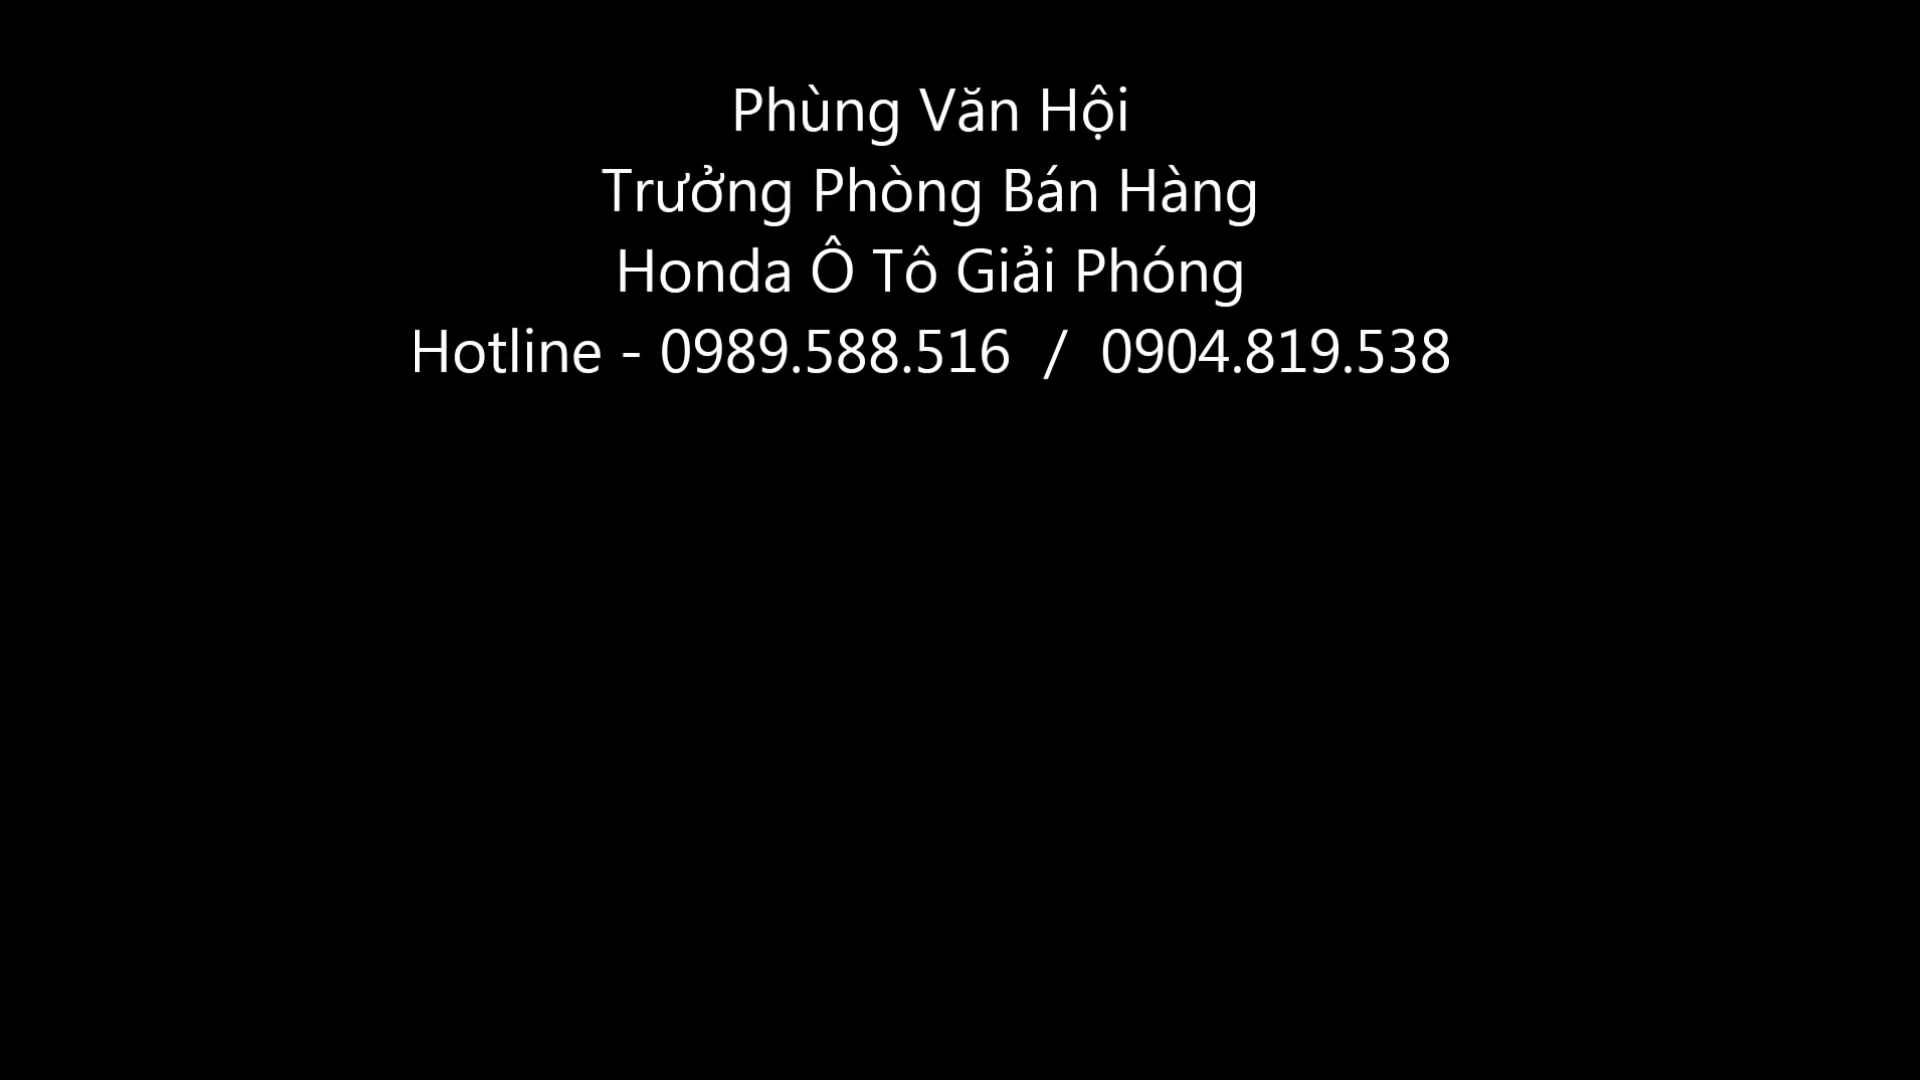 Phùng Văn Hội
Trưởng Phòng Bán Hàng
Honda Ô Tô Giải Phóng
Hotline - 0989.588.516 / 0904.819.538